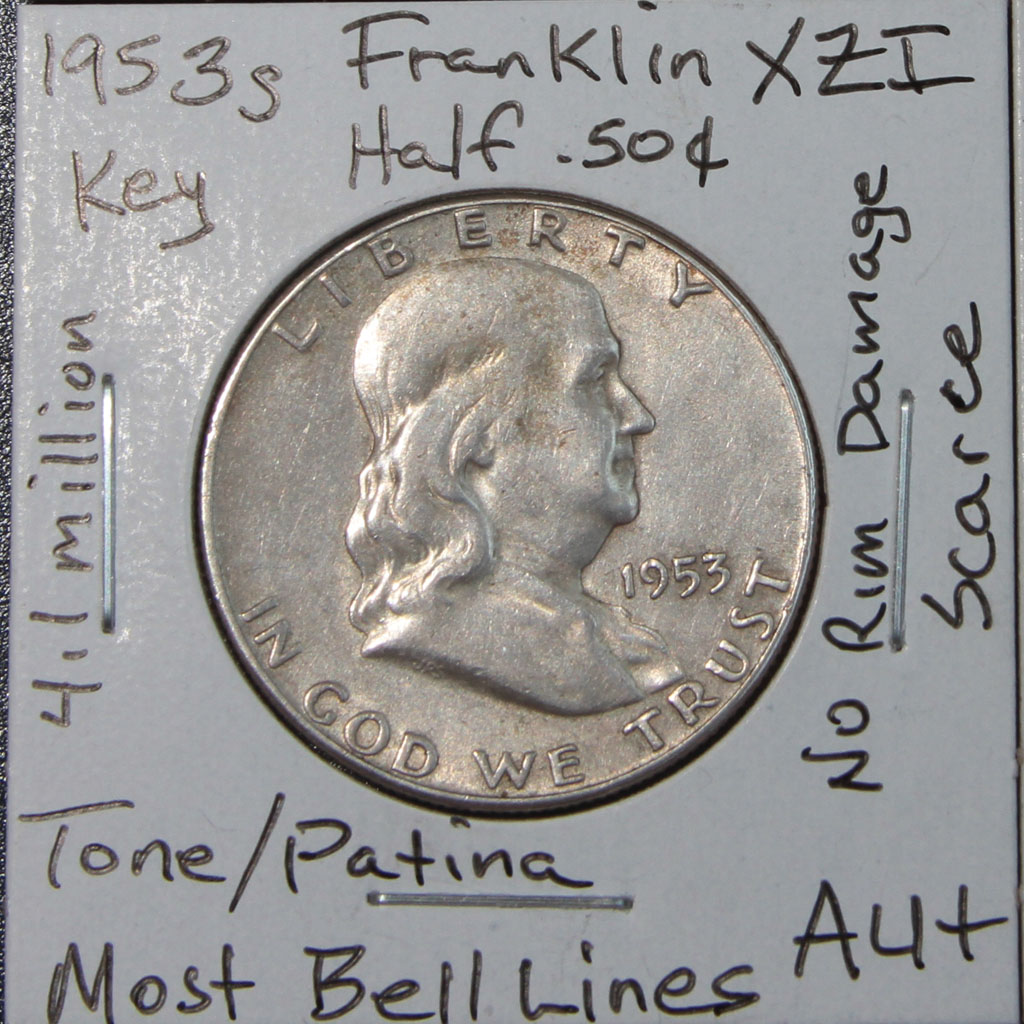 1953s Franklin XZI
Key Half .50¢
4.1 million
No Rim Damage
Scarce
LIBERTY
1953
IN GOD WE TRUST
Tone/Patina
Most Bell Lines
AU+